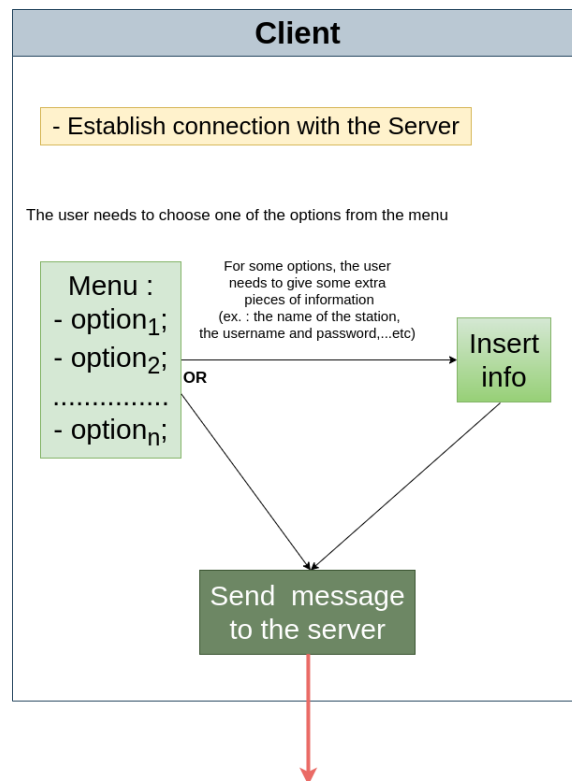 Client
- Establish connection with the Server
The user needs to choose one of the options from the menu
Menu :
- option₁;
- option₂;
...............
- optionₙ;
For some options, the user
needs to give some extra
pieces of information
(ex. : the name of the station,
the username and password,...etc)
OR
Insert
info
Send message
to the server